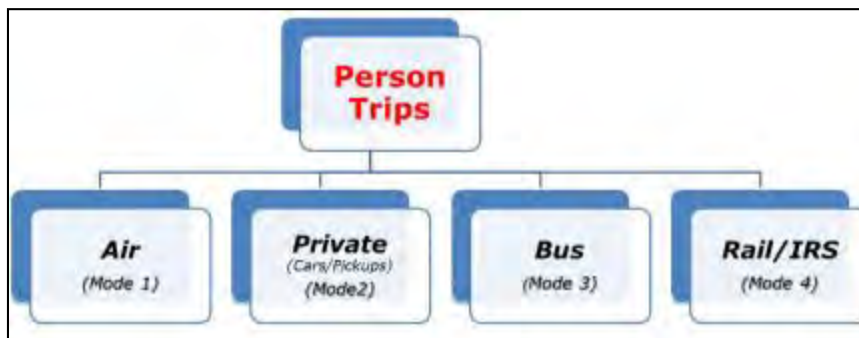 Person
Trips
Air
(Mode 1)
Private
(Cars/Pickups)
(Mode2)
Bus
(Mode 3)
Rail/IRS
(Mode 4)